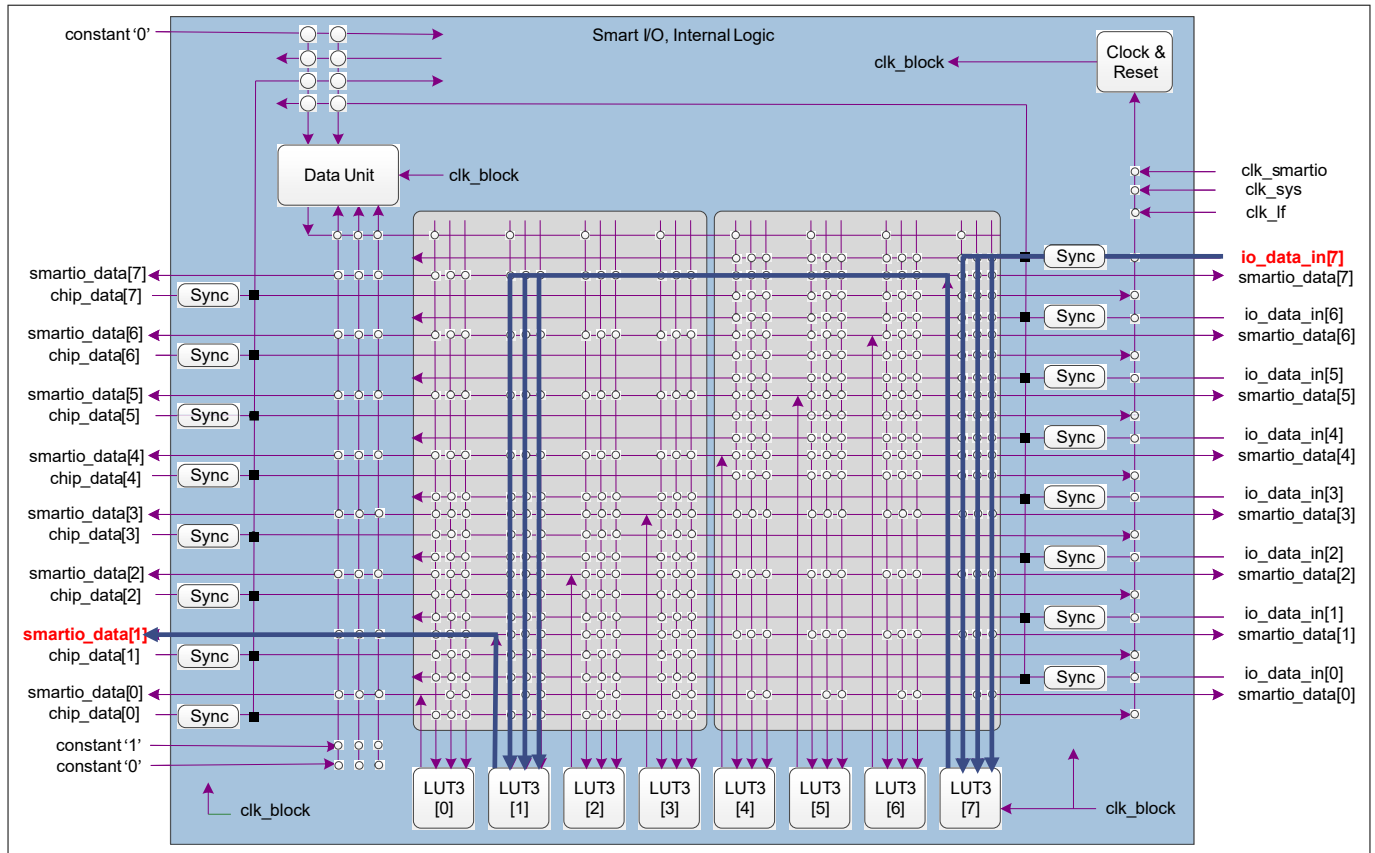 constant ‘0’
Smart I/O, Internal Logic
Clock &
Reset
clk_block
Data Unit
clk_block
clk_smartio
clk_sys
clk_lf
smartio_data[7]
chip_data[7]
Sync
smartio_data[6]
chip_data[6]
Sync
smartio_data[5]
chip_data[5]
Sync
smartio_data[4]
chip_data[4]
Sync
smartio_data[3]
chip_data[3]
Sync
smartio_data[2]
chip_data[2]
Sync
smartio_data[1]
chip_data[1]
Sync
smartio_data[0]
chip_data[0]
Sync
constant ‘1’
constant ‘0’
clk_block
Sync
io_data_in[7]
smartio_data[7]
Sync
io_data_in[6]
smartio_data[6]
Sync
io_data_in[5]
smartio_data[5]
Sync
io_data_in[4]
smartio_data[4]
Sync
io_data_in[3]
smartio_data[3]
Sync
io_data_in[2]
smartio_data[2]
Sync
io_data_in[1]
smartio_data[1]
Sync
io_data_in[0]
smartio_data[0]
LUT3
[0]
LUT3
[1]
LUT3
[2]
LUT3
[3]
LUT3
[4]
LUT3
[5]
LUT3
[6]
LUT3
[7]
clk_block